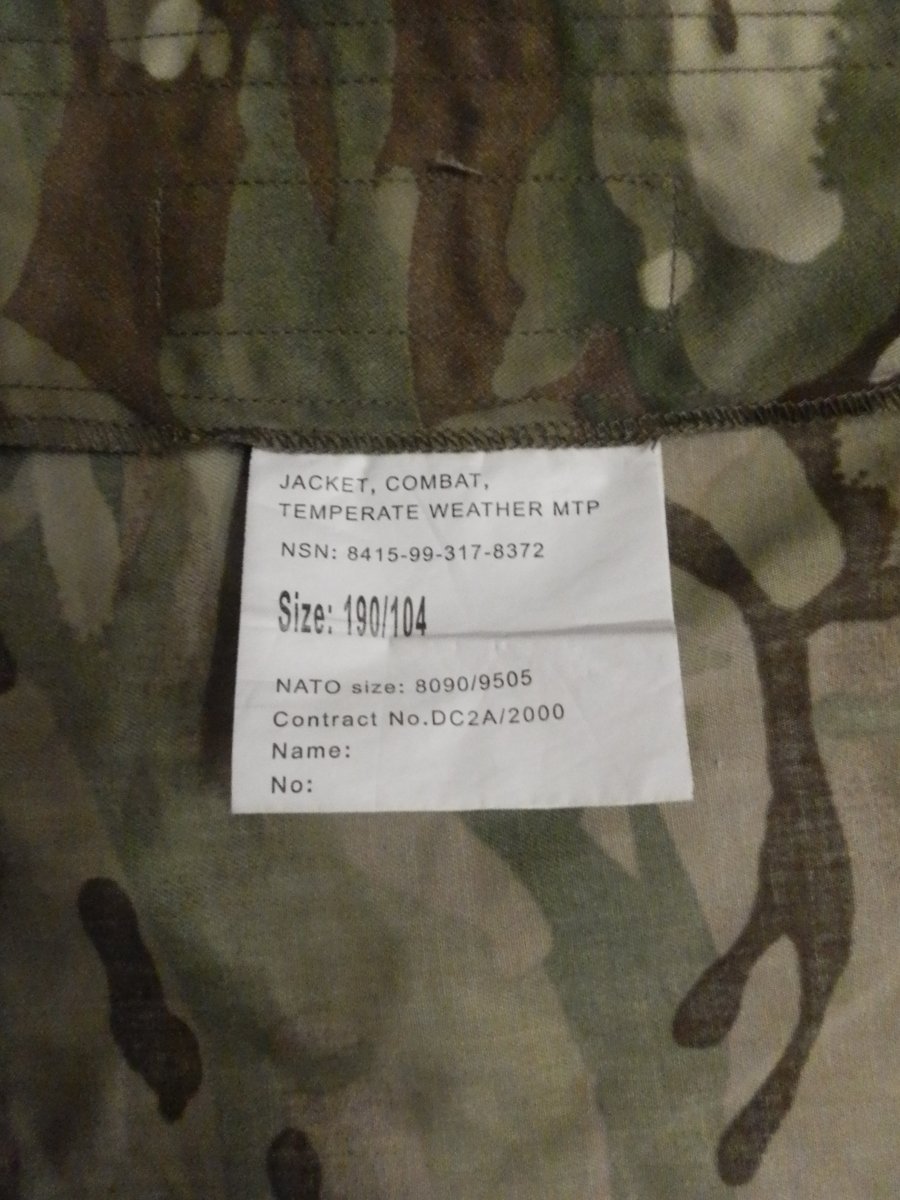 JACKET, COMBAT,
TEMPERATE WEATHER MTP
NSN: 8415-99-317-8372
Size: 190/104
NATO size: 8090/9505
Contract No.DC2A/2000
Name:
No: